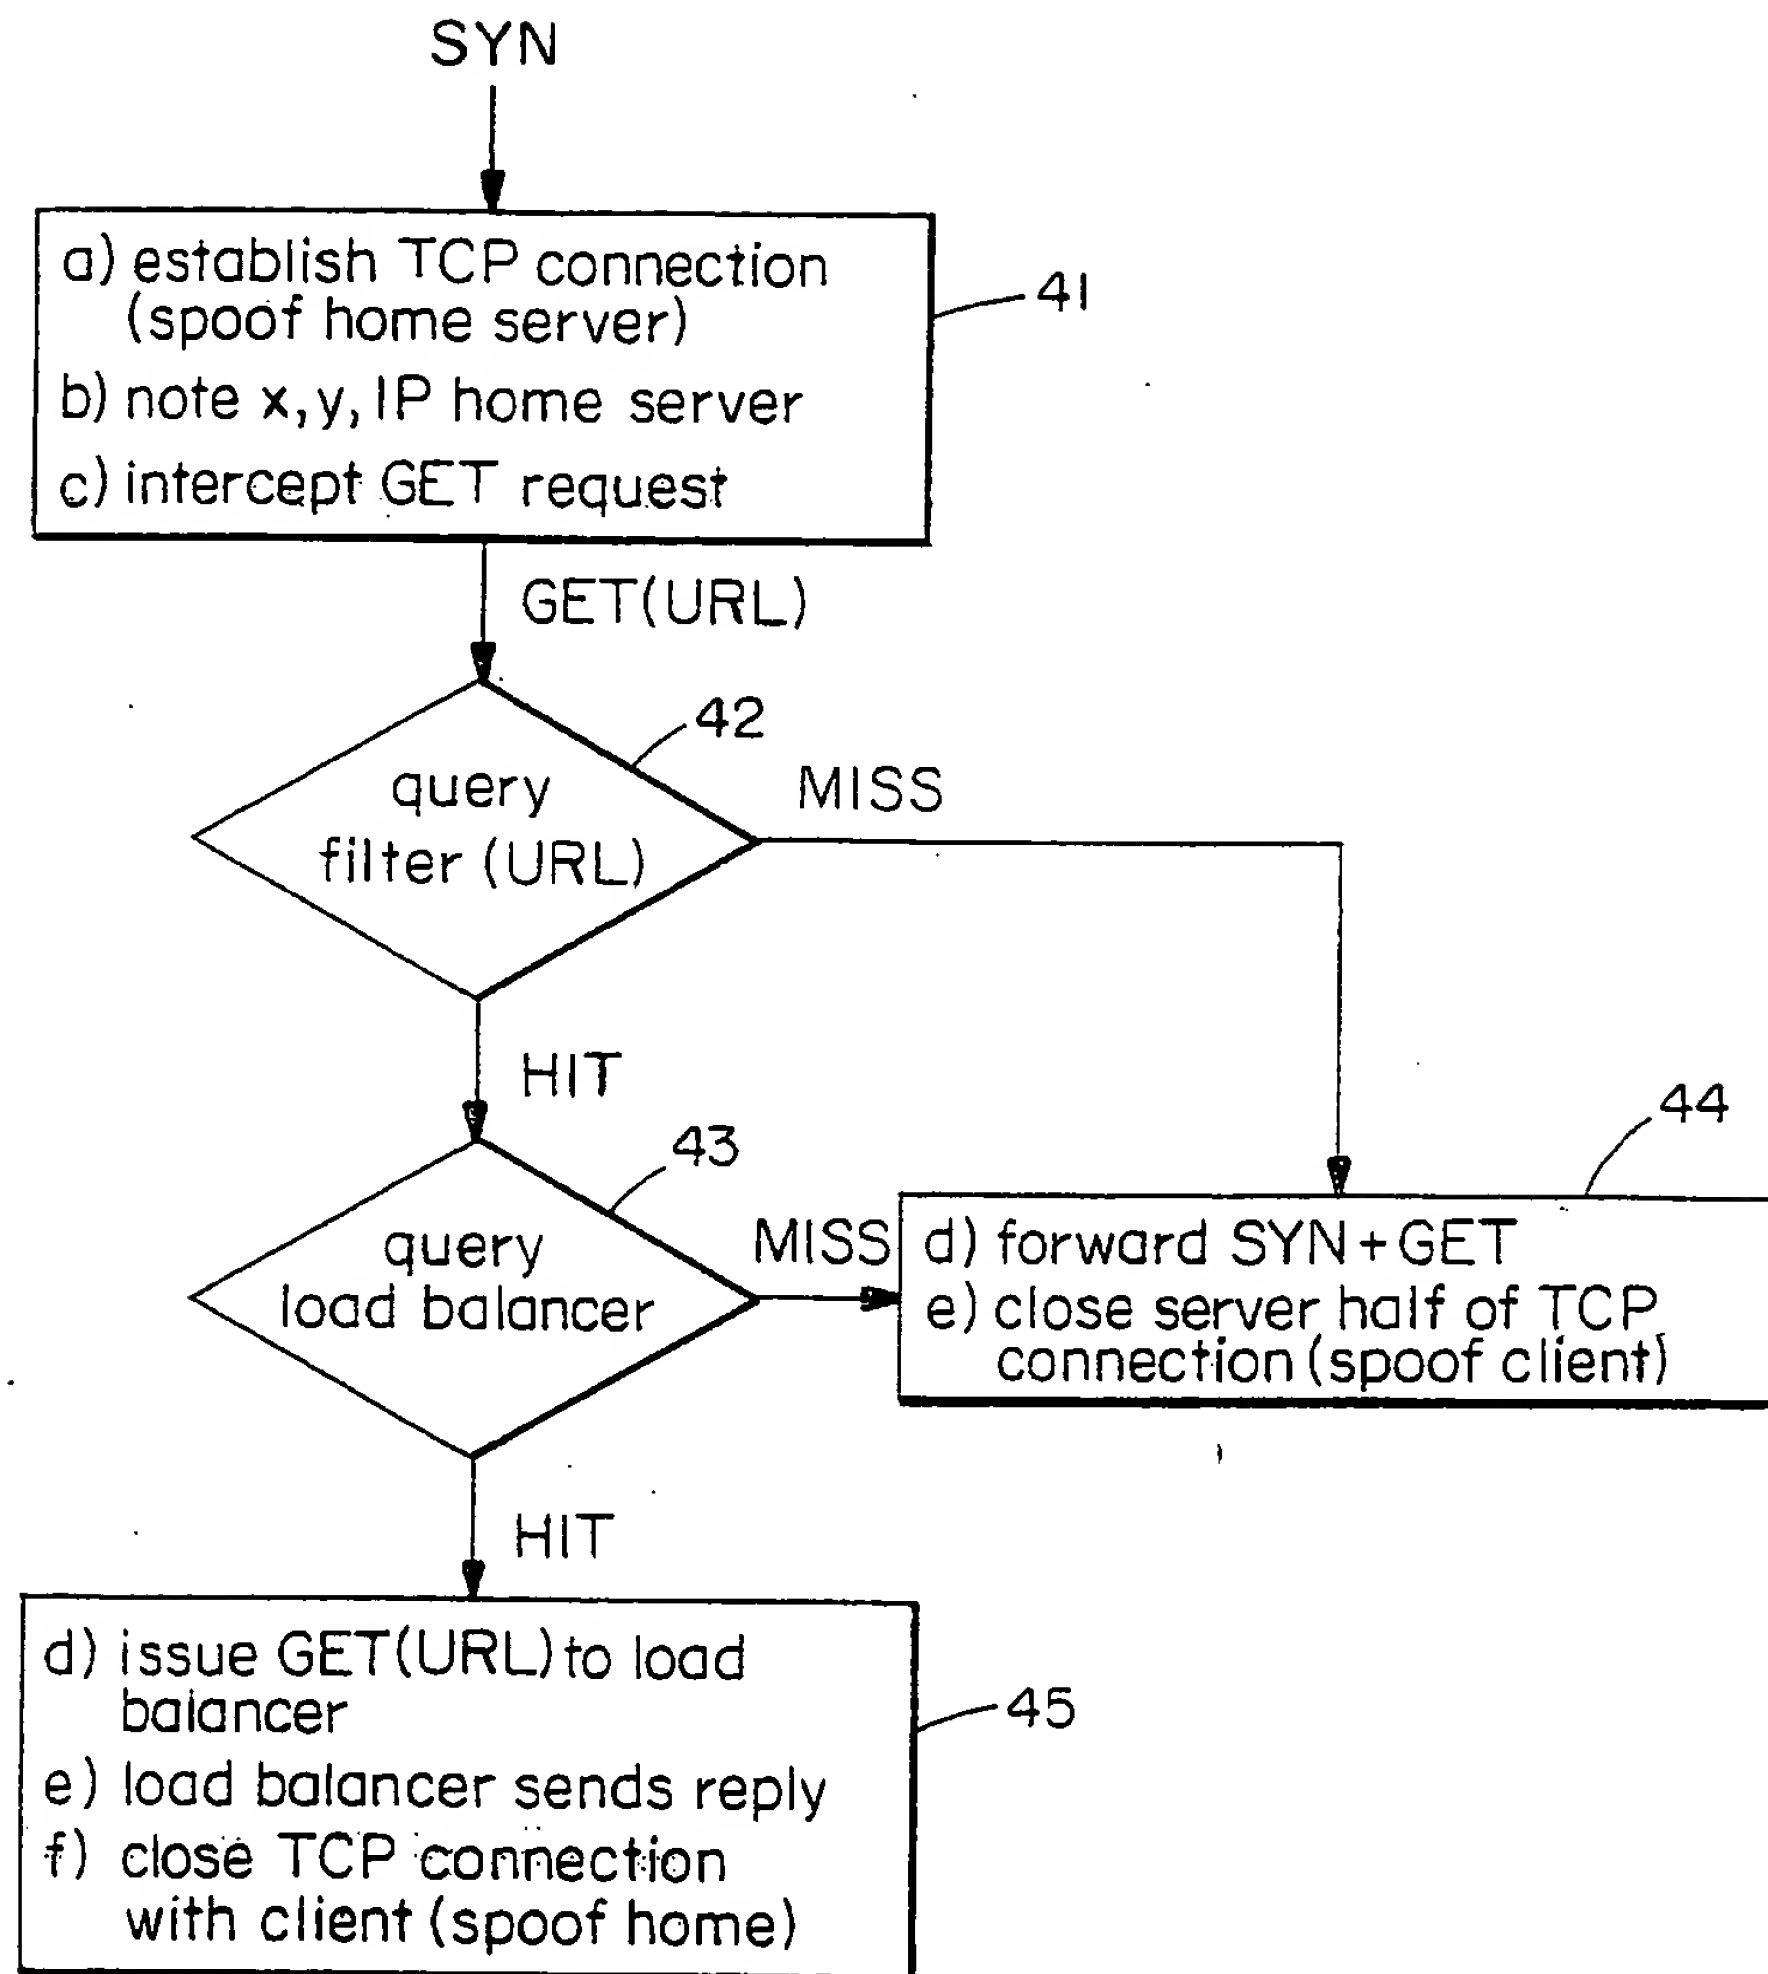 SYN
a) establish TCP connection
(spoof home server)
b) note x, y, IP home server
c) intercept GET request
41
GET(URL)
42
query
filter (URL)
MISS
HIT
43
query
load balancer
MISS
44
d) forward SYN + GET
e) close server half of TCP
connection (spoof client)
HIT
d) issue GET(URL) to load
balancer
e) load balancer sends reply
f) close TCP connection
with client (spoof home)
45